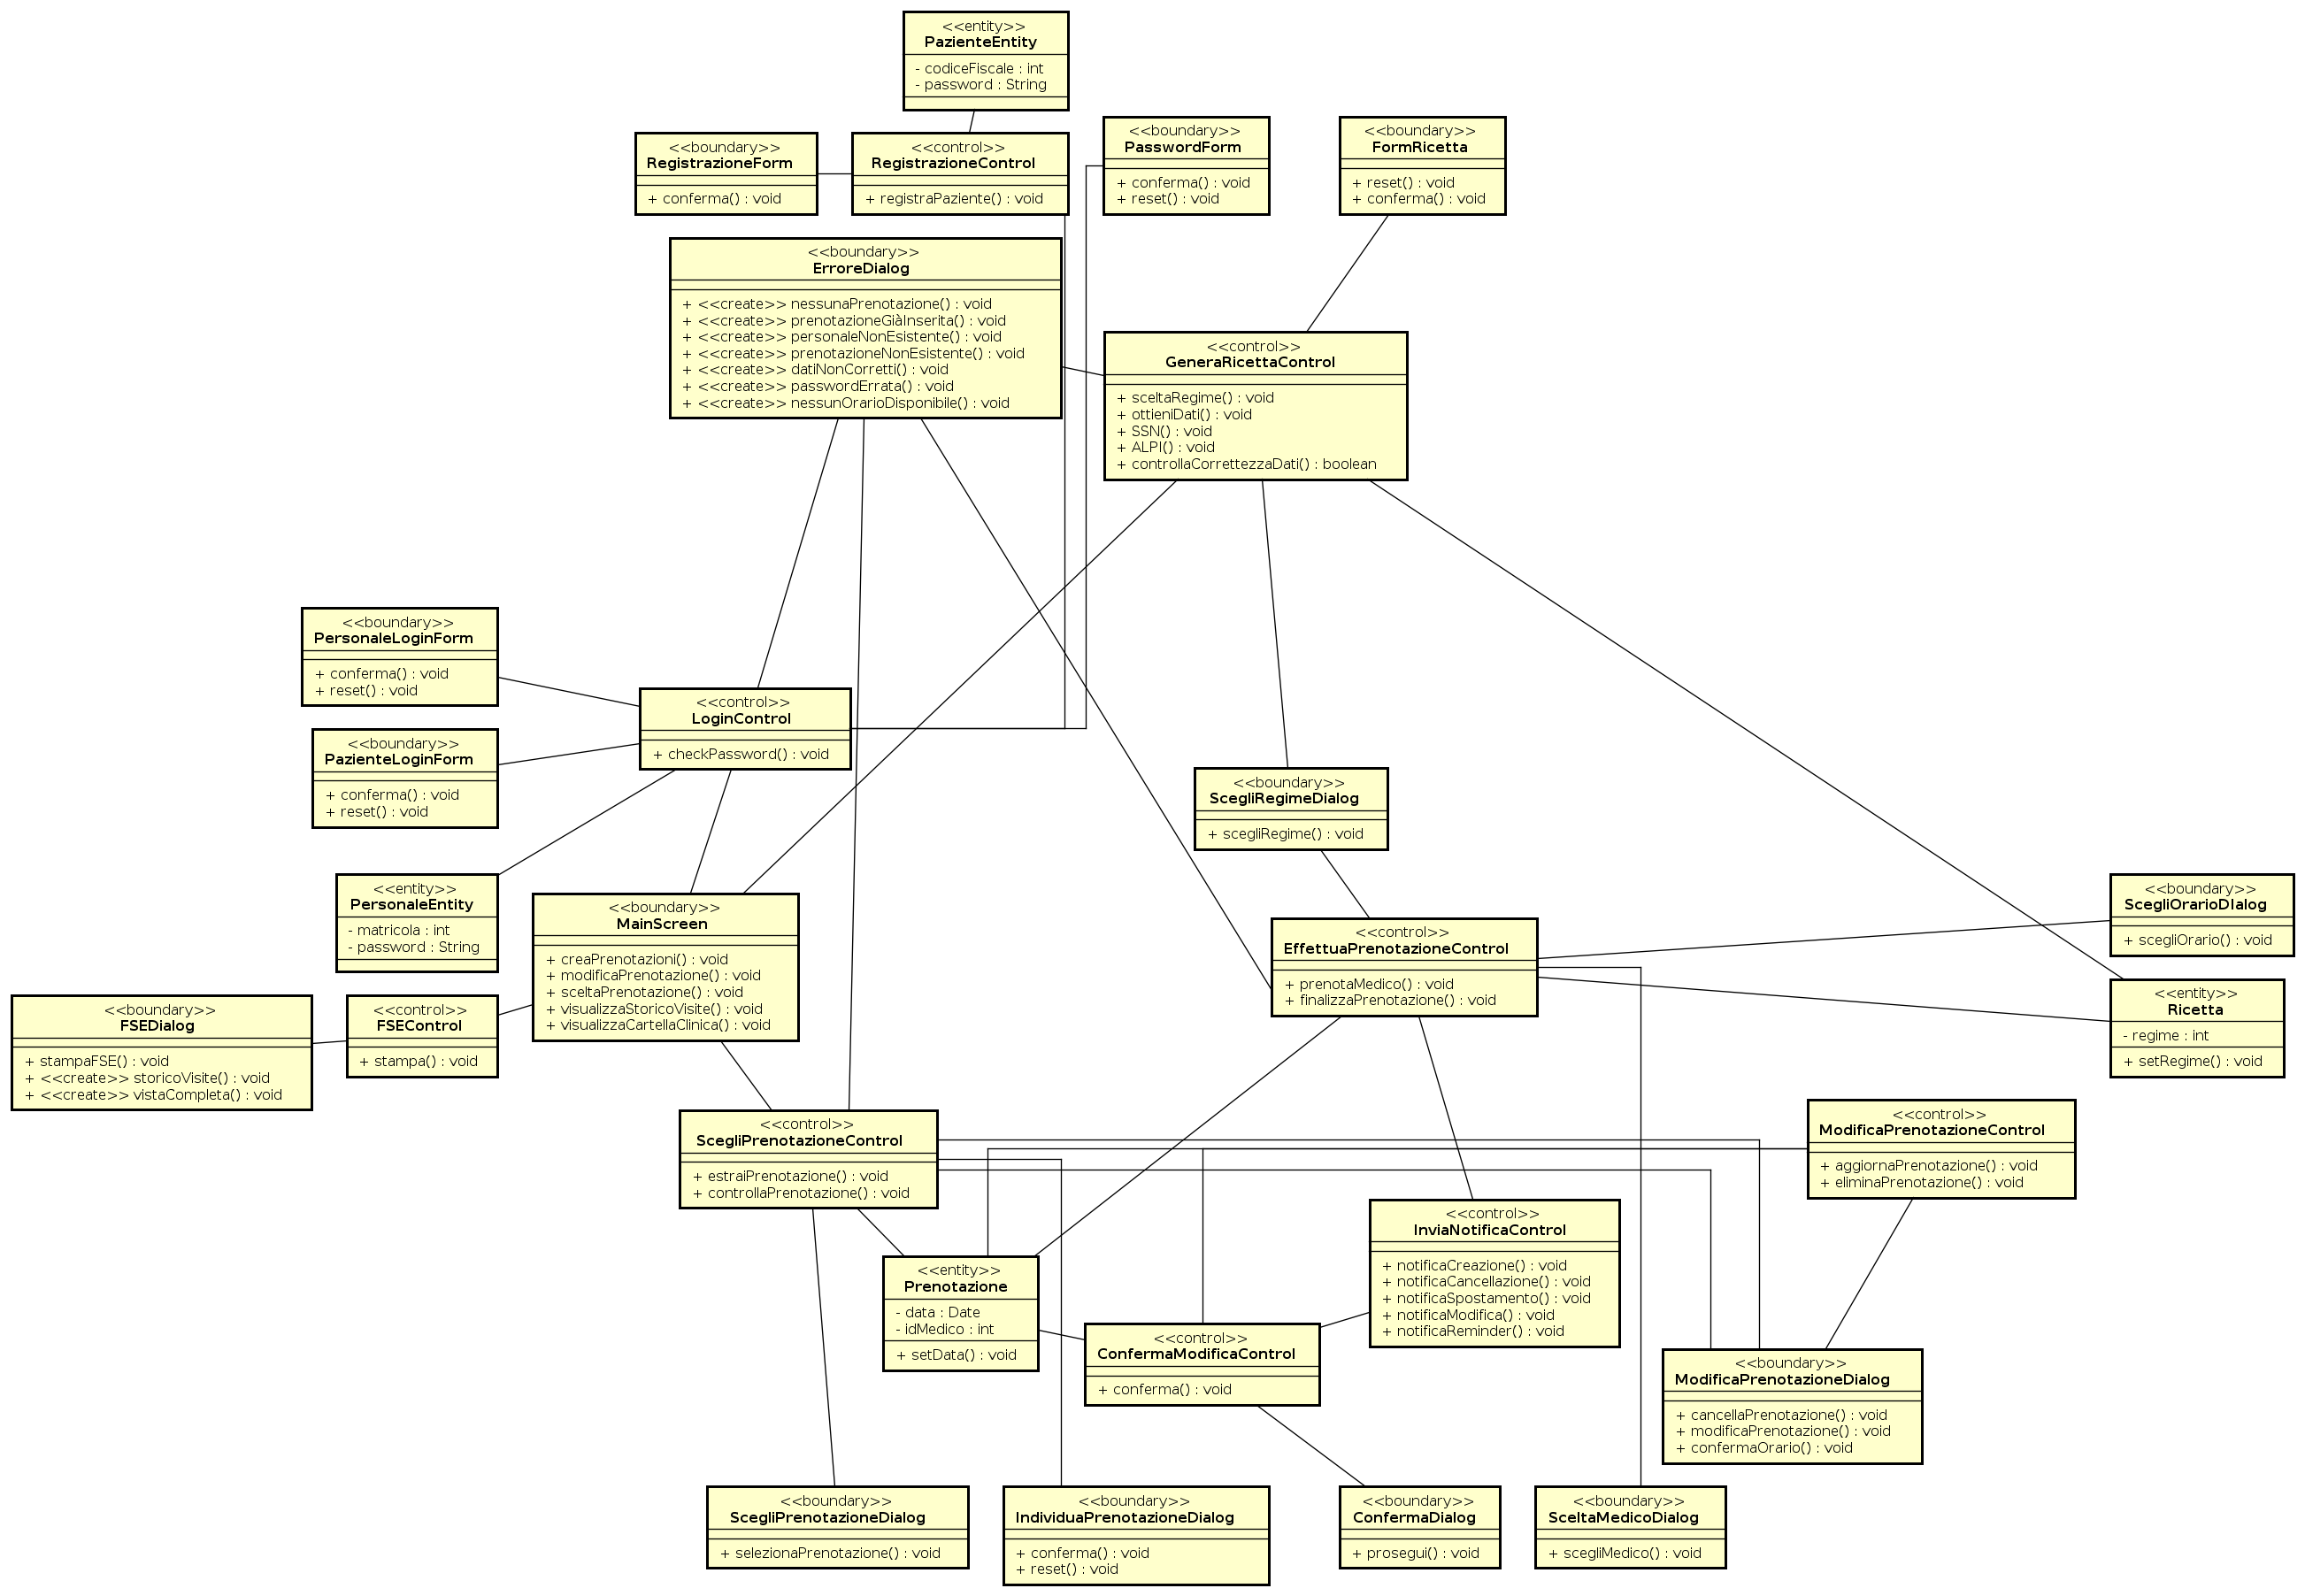 <<entity>>
PazienteEntity
- codiceFiscale : int
- password : String
<<boundary>>
RegistrazioneForm
+ conferma() : void
<<control>>
RegistrazioneControl
+ registraPaziente() : void
<<boundary>>
PasswordForm
+ conferma() : void
+ reset() : void
<<boundary>>
FormRicetta
+ reset() : void
+ conferma() : void
<<boundary>>
ErroreDialog
+ <<create>> nessunaPrenotazione() : void
+ <<create>> prenotazioneGiàInserita() : void
+ <<create>> personaleNonEsistente() : void
+ <<create>> prenotazioneNonEsistente() : void
+ <<create>> datiNonCorretti() : void
+ <<create>> passwordErrata() : void
+ <<create>> nessunOrarioDisponibile() : void
<<control>>
GeneraRicettaControl
+ sceltaRegime() : void
+ ottieniDati() : void
+ SSN() : void
+ ALPI() : void
+ controllaCorrettezzaDati() : boolean
<<boundary>>
PersonaleLoginForm
+ conferma() : void
+ reset() : void
<<control>>
LoginControl
+ checkPassword() : void
<<boundary>>
PazienteLoginForm
+ conferma() : void
+ reset() : void
<<boundary>>
ScegliRegimeDialog
+ scegliRegime() : void
<<entity>>
PersonaleEntity
- matricola : int
- password : String
<<boundary>>
MainScreen
+ creaPrenotazioni() : void
+ modificaPrenotazione() : void
+ sceltaPrenotazione() : void
+ visualizzaStoricoVisite() : void
+ visualizzaCartellaClinica() : void
<<control>>
EffettuaPrenotazioneControl
+ prenotaMedico() : void
+ finalizzaPrenotazione() : void
<<boundary>>
ScegliOrarioDIalog
+ scegliOrario() : void
<<entity>>
Ricetta
- regime : int
+ setRegime() : void
<<boundary>>
FSEDialog
+ stampaFSE() : void
+ <<create>> storicoVisite() : void
+ <<create>> vistaCompleta() : void
<<control>>
FSEControl
+ stampa() : void
<<control>>
ScegliPrenotazioneControl
+ estraiPrenotazione() : void
+ controllaPrenotazione() : void
<<control>>
ModificaPrenotazioneControl
+ aggiornaPrenotazione() : void
+ eliminaPrenotazione() : void
<<control>>
InviaNotificaControl
+ notificaCreazione() : void
+ notificaCancellazione() : void
+ notificaSpostamento() : void
+ notificaModifica() : void
+ notificaReminder() : void
<<entity>>
Prenotazione
- data : Date
- idMedico : int
+ setData() : void
<<control>>
ConfermaModificaControl
+ conferma() : void
<<boundary>>
ModificaPrenotazioneDialog
+ cancellaPrenotazione() : void
+ modificaPrenotazione() : void
+ confermaOrario() : void
<<boundary>>
ScegliPrenotazioneDialog
+ selezionaPrenotazione() : void
<<boundary>>
IndividuaPrenotazioneDialog
+ conferma() : void
+ reset() : void
<<boundary>>
ConfermaDialog
+ prosegui() : void
<<boundary>>
SceltaMedicoDialog
+ scegliMedico() : void